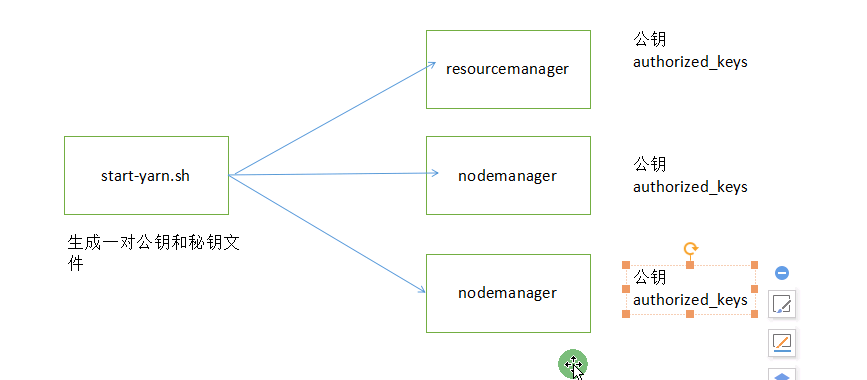 公钥
authorized_keys
resourcemanager
start-yarn.sh
生成一对公钥和秘钥文
件
nodemanager
公钥
authorized_keys
nodemanager
公钥
authorized_keys